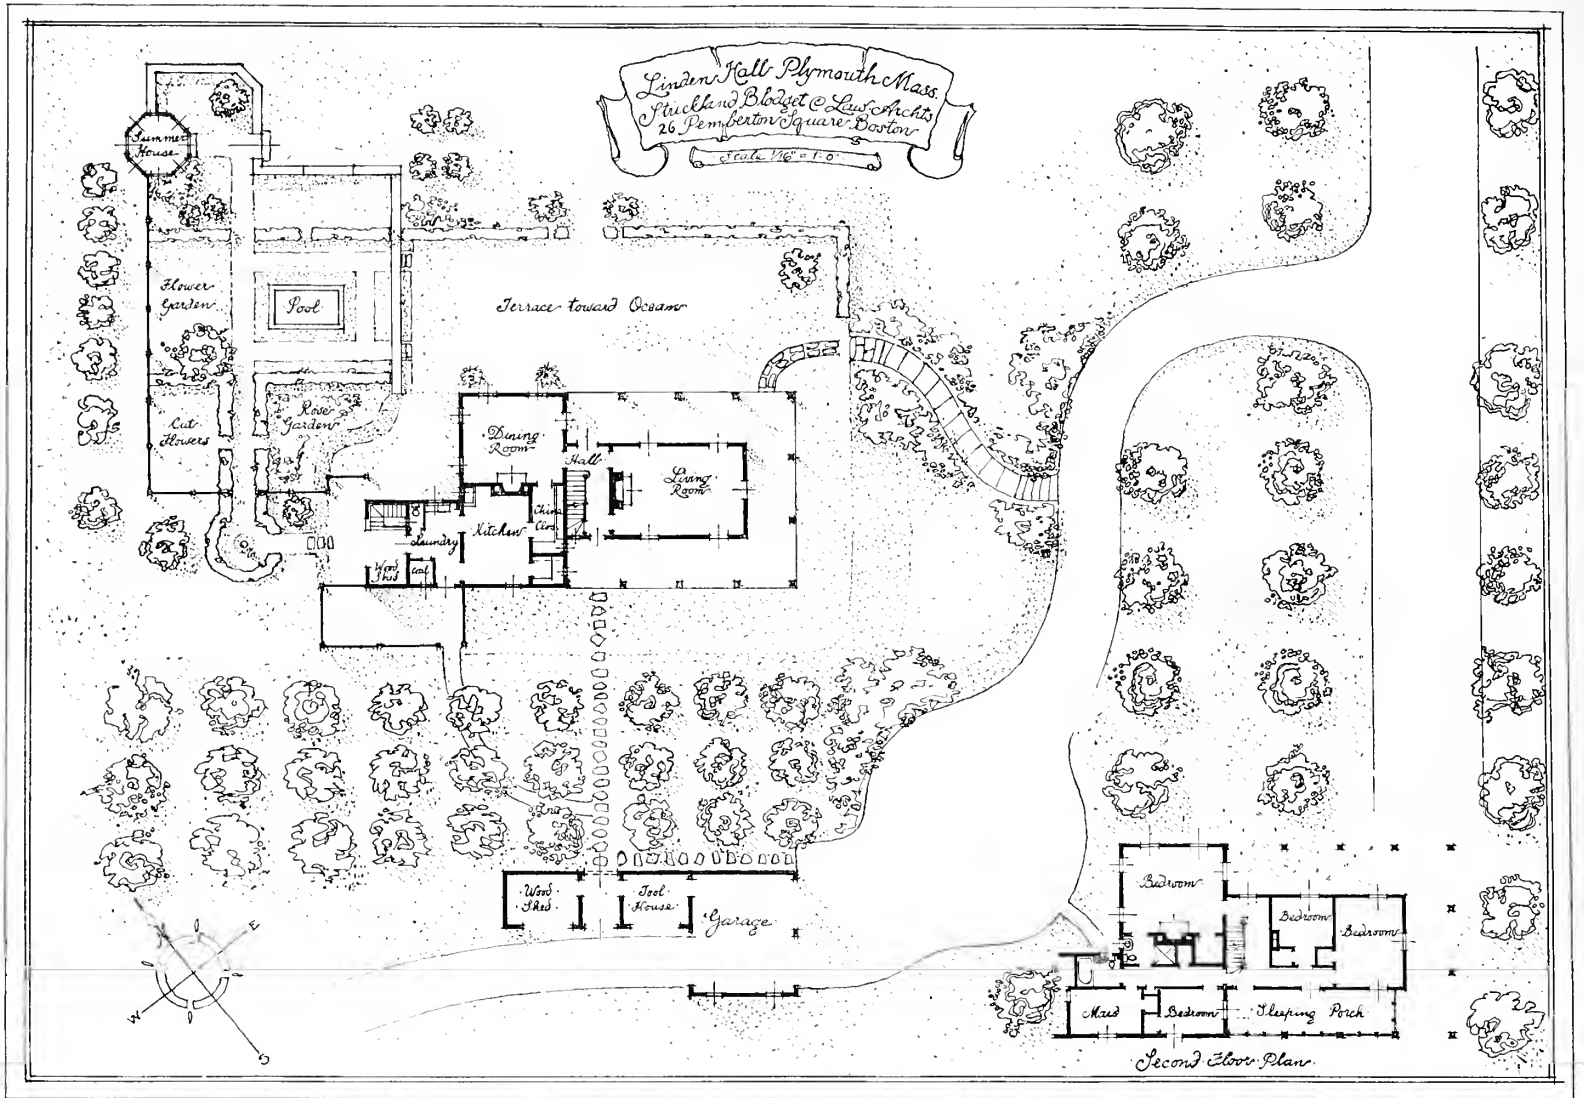 Linden Hall Plymouth Mass.
Strickland Blodget & Law Archts
26 Pemberton Square Boston
Scale 1/16" = 1'-0"
Summer
House
Flower
Garden
Pool
Terrace toward Ocean
Cut
Flowers
Rose
Garden
Dining
Room
Hall
Living
Room
China
Clos.
Kitchen
Laundry
Wood
Shed
Coal
Wood
Shed
Tool
House
Garage
N
E
W
S
Bedroom
Bedroom
Bedroom
Maid
Bedroom
Sleeping Porch
Second Floor Plan